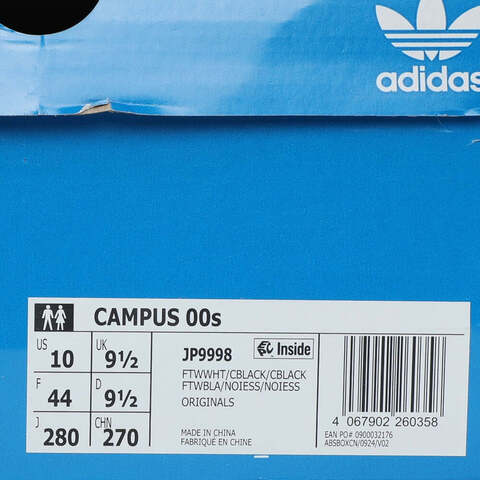 adidas
CAMPUS 00s
US 10 UK 9½
F 44 D 9½
J 280 CHN 270
JP9998 Inside
FTWWHT/CBLACK/CBLACK
FTWBLA/NOIESS/NOIESS
ORIGINALS
MADE IN CHINA
FABRIQUÉ EN CHINE
4 067902 260358
EAN PO# 0900032176
ABSBOXCN/0924/V02